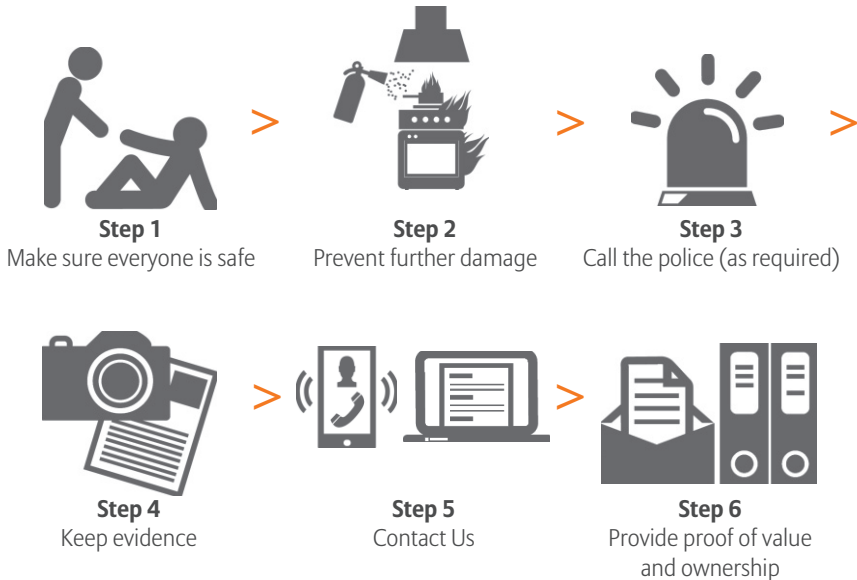 Step 1
Make sure everyone is safe
>
Step 2
Prevent further damage
>
Step 3
Call the police (as required)
>
Step 4
Keep evidence
>
Step 5
Contact Us
>
Step 6
Provide proof of value
and ownership